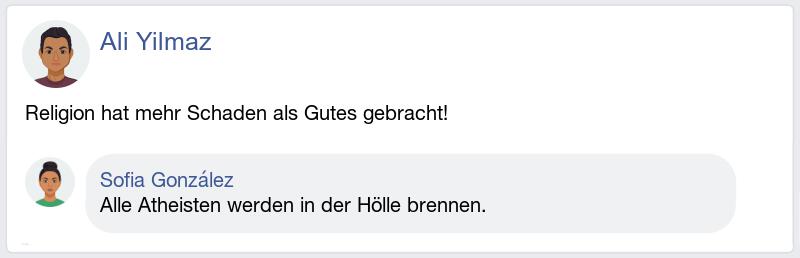 Ali Yilmaz
Religion hat mehr Schaden als Gutes gebracht!
Sofia González
Alle Atheisten werden in der Hölle brennen.